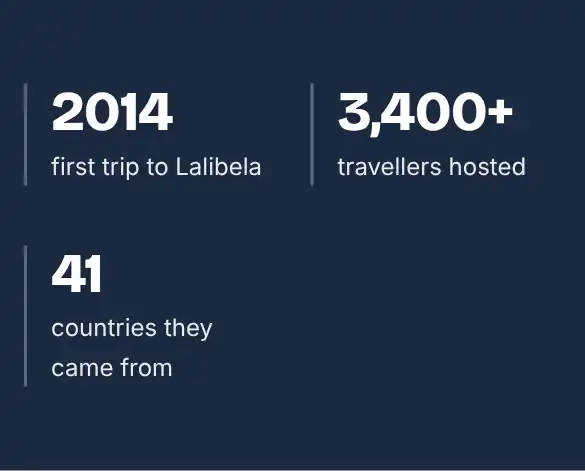 2014
first trip to Lalibela
3,400+
travellers hosted
41
countries they
came from